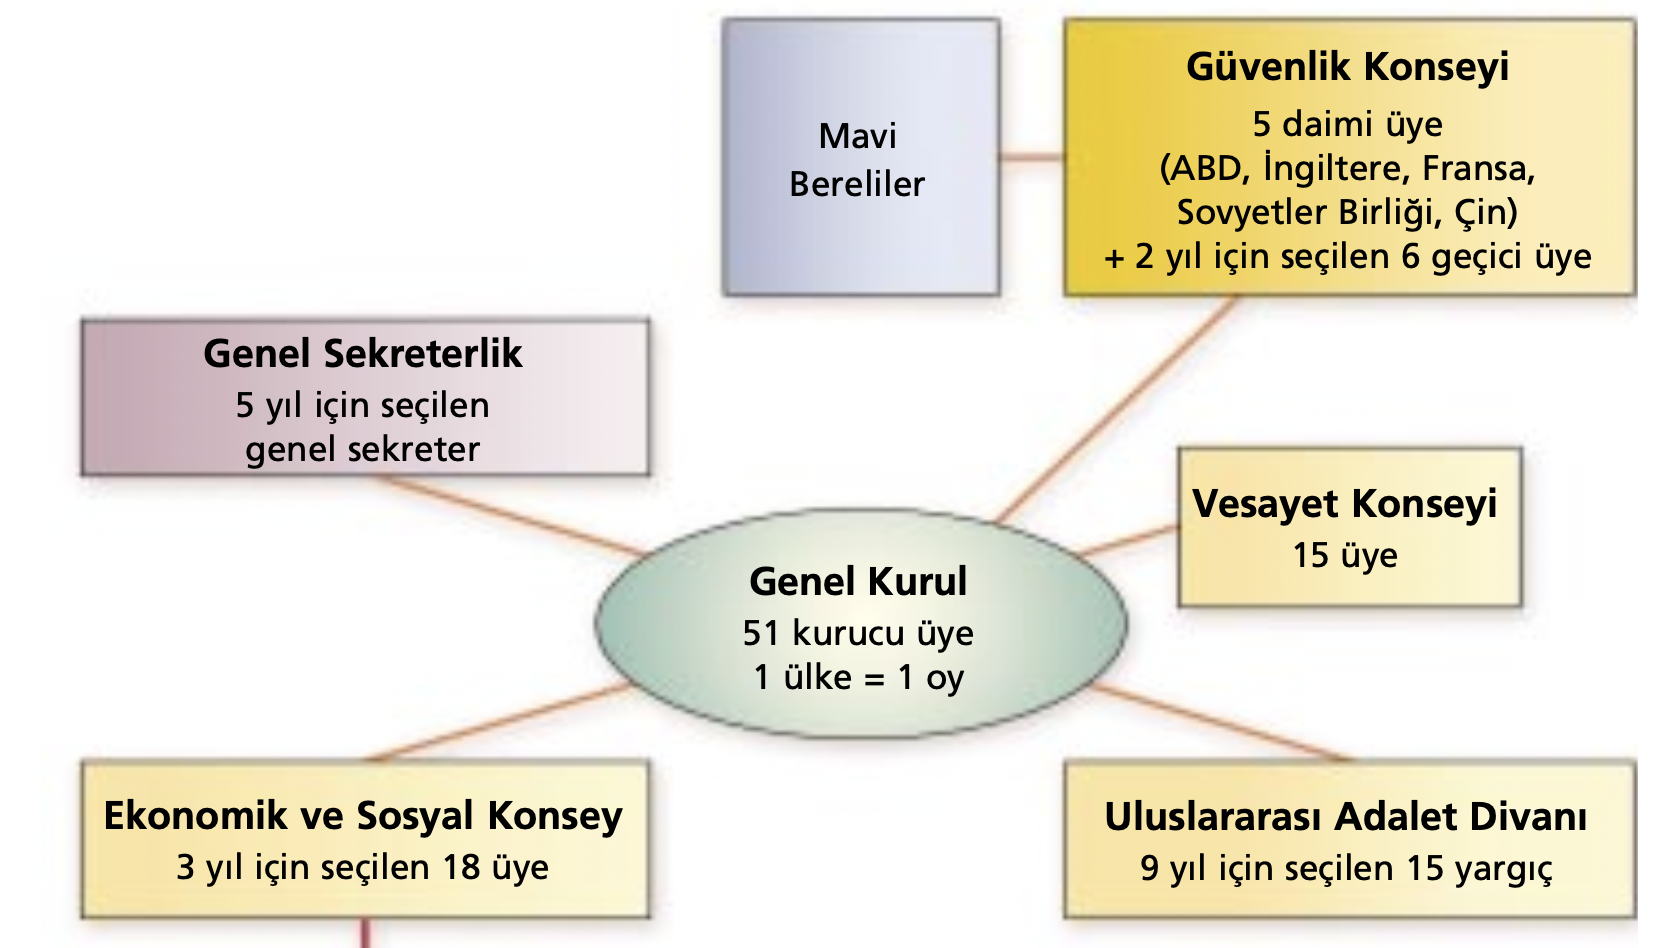 Mavi
Bereliler
Güvenlik Konseyi
5 daimi üye
(ABD, İngiltere, Fransa,
Sovyetler Birliği, Çin)
+ 2 yıl için seçilen 6 geçici üye
Genel Sekreterlik
5 yıl için seçilen
genel sekreter
Vesayet Konseyi
15 üye
Genel Kurul
51 kurucu üye
1 ülke = 1 oy
Ekonomik ve Sosyal Konsey
3 yıl için seçilen 18 üye
Uluslararası Adalet Divanı
9 yıl için seçilen 15 yargıç